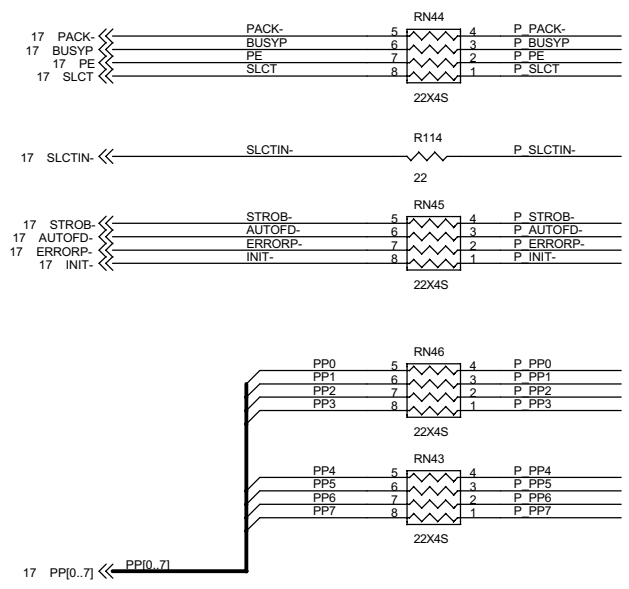 RN44
17 PACK- PACK- 5 4 P_PACK-
17 BUSYP BUSYP 6 3 P_BUSYP
17 PE PE 7 2 P_PE
17 SLCT SLCT 8 1 P_SLCT
22X4S
R114
17 SLCTIN- SLCTIN- P_SLCTIN-
22
RN45
17 STROB- STROB- 5 4 P_STROB-
17 AUTOFD- AUTOFD- 6 3 P_AUTOFD-
17 ERRORP- ERRORP- 7 2 P_ERRORP-
17 INIT- INIT- 8 1 P_INIT-
22X4S
RN46
PP0 5 4 P_PP0
PP1 6 3 P_PP1
PP2 7 2 P_PP2
PP3 8 1 P_PP3
22X4S
RN43
PP4 5 4 P_PP4
PP5 6 3 P_PP5
PP6 7 2 P_PP6
PP7 8 1 P_PP7
22X4S
17 PP[0..7] PP[0..7]